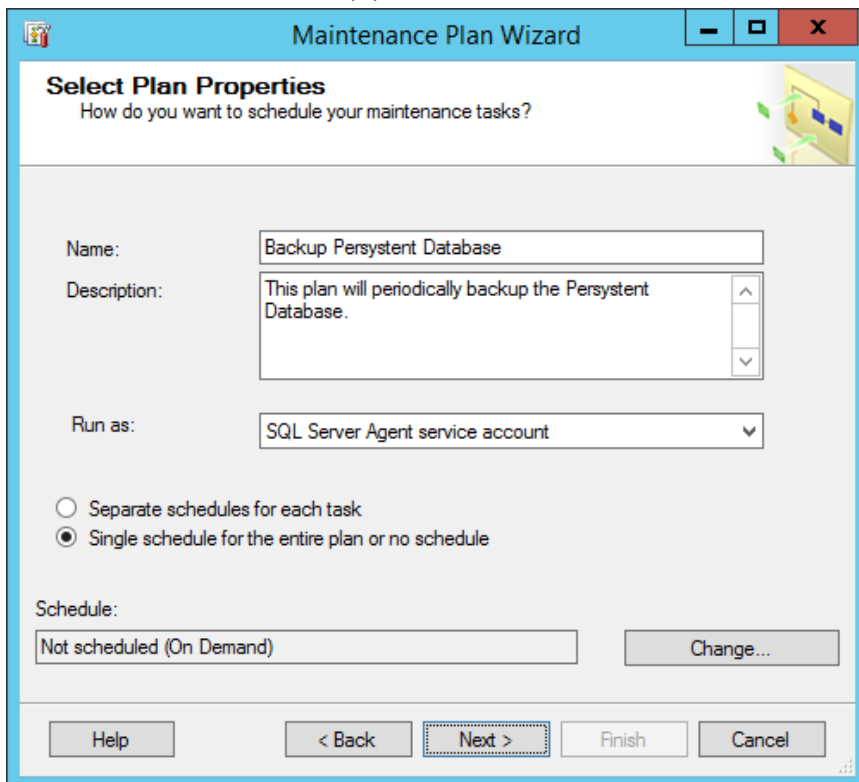 Maintenance Plan Wizard
Select Plan Properties
How do you want to schedule your maintenance tasks?
Name:
Backup Persystent Database
Description:
This plan will periodically backup the Persystent
Database.
Run as:
SQL Server Agent service account
Separate schedules for each task
Single schedule for the entire plan or no schedule
Schedule:
Not scheduled (On Demand)
Change...
Help
< Back
Next >
Finish
Cancel